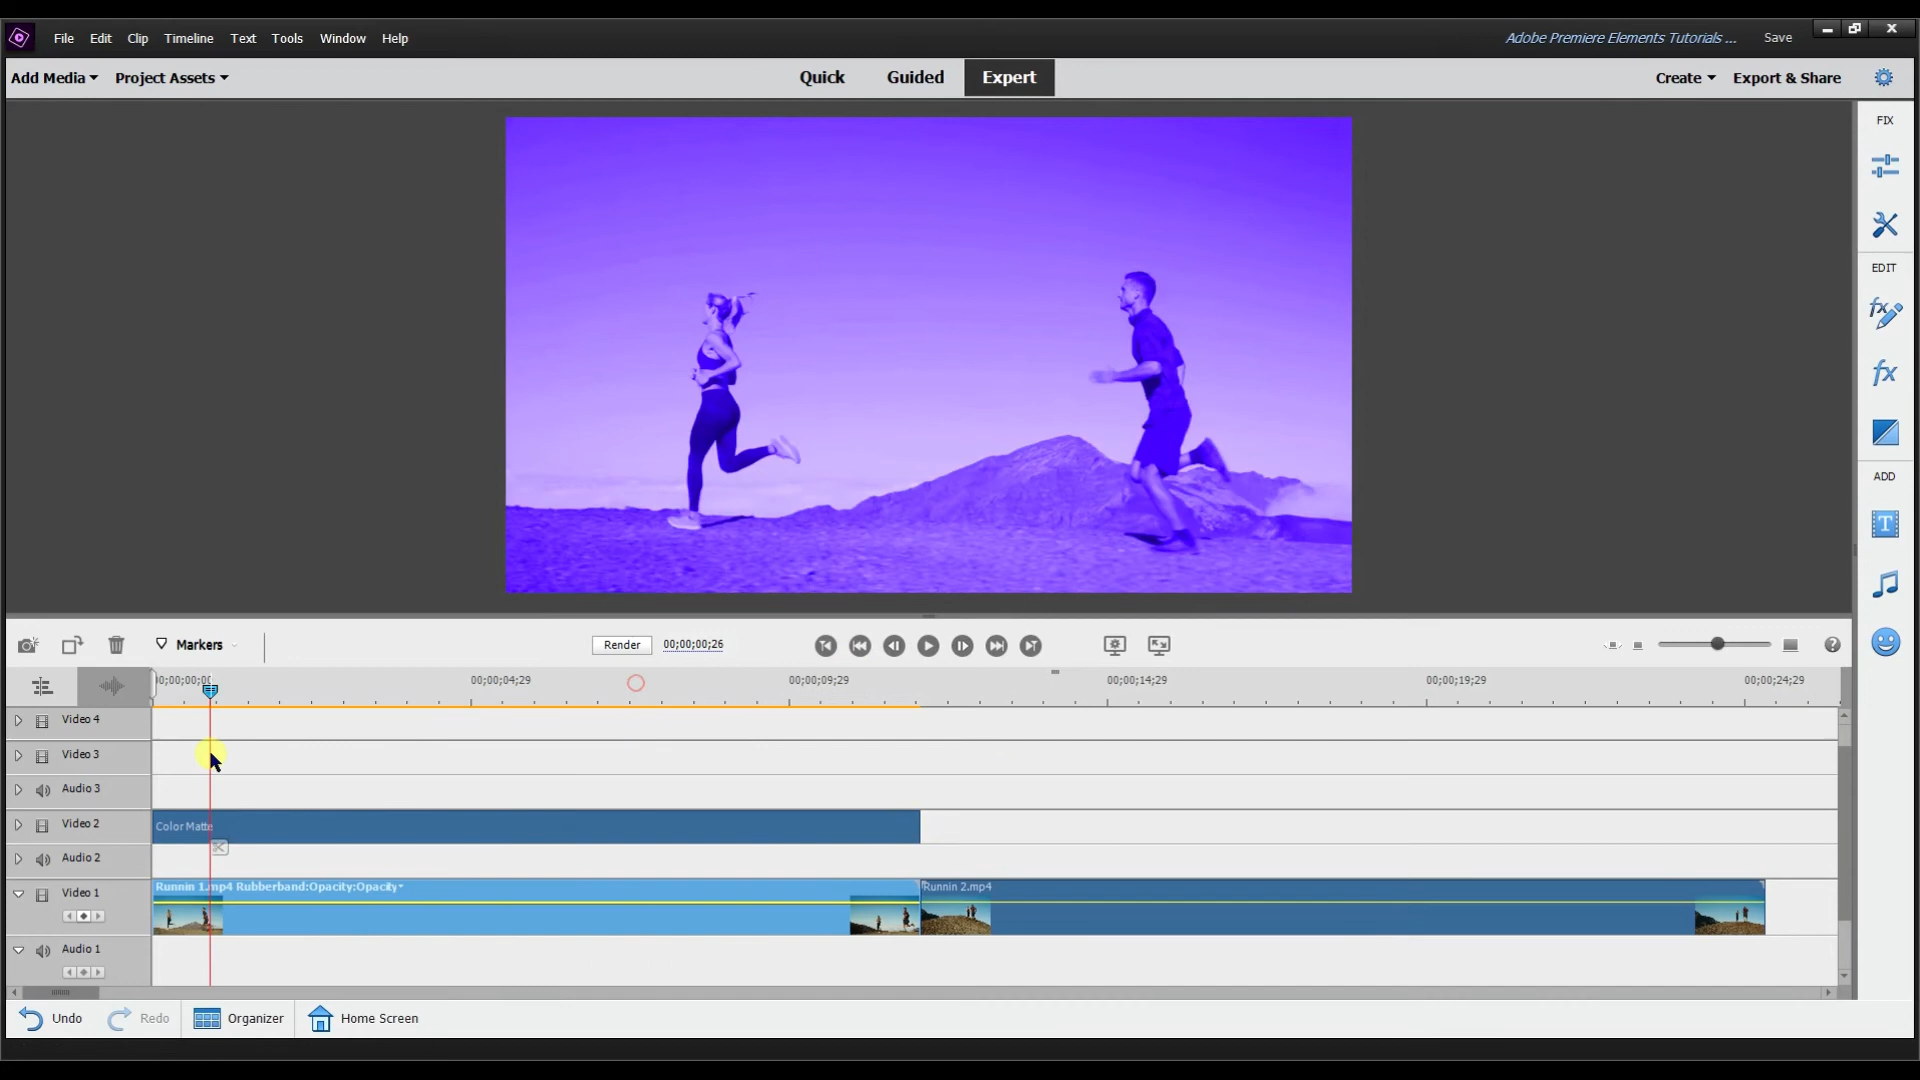 File Edit Clip Timeline Text Tools Window Help
Adobe Premiere Elements Tutorials ... Save
Add Media Project Assets
Quick Guided Expert
Create Export & Share
FIX
EDIT
ADD
Markers
Render 00;00;00;26
00;00;04;29 00;00;09;29 00;00;14;29 00;00;19;29 00;00;24;29
Video 4
Video 3
Audio 3
Video 2
Color Matte
Audio 2
Video 1
Runnin 1.mp4 Rubberband:Opacity:Opacity
Runnin 2.mp4
Audio 1
Undo Redo Organizer Home Screen